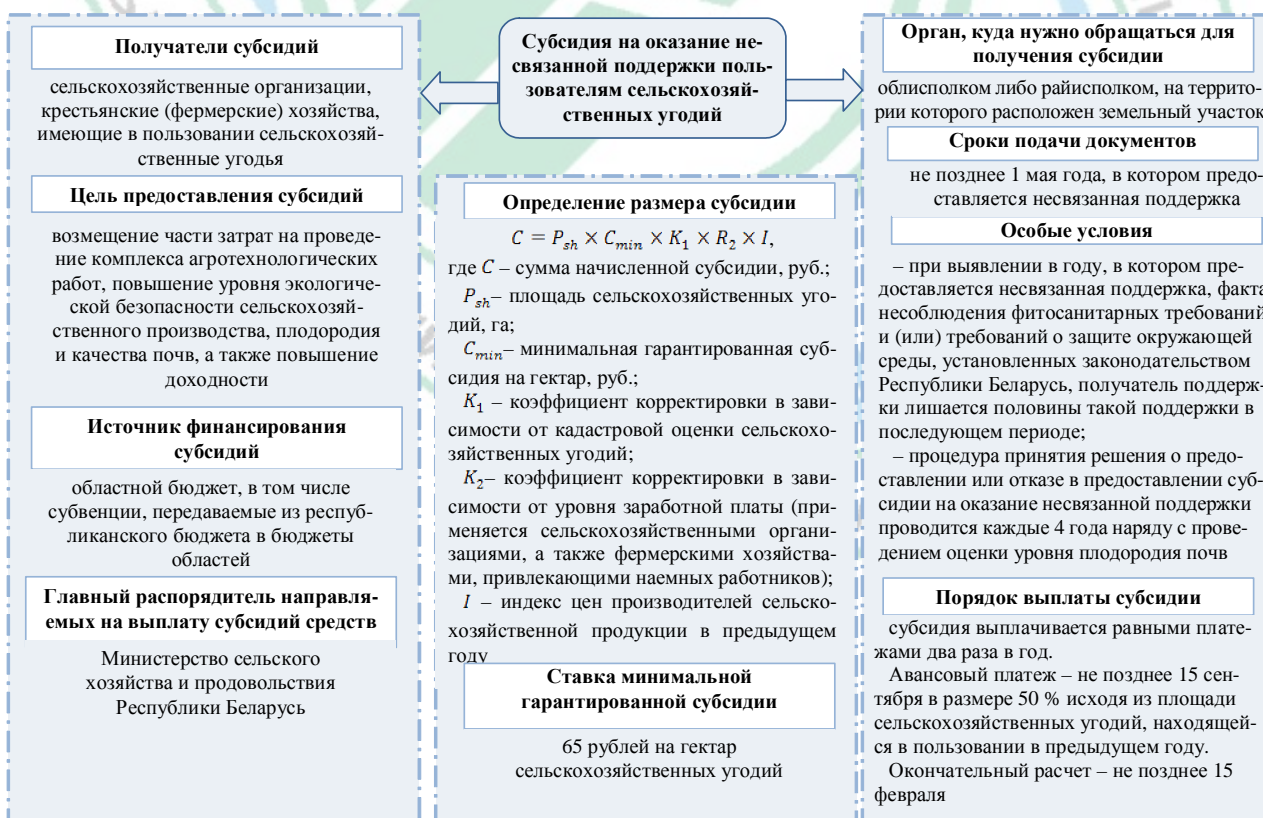 Получатели субсидий
сельскохозяйственные организации,
крестьянские (фермерские) хозяйства,
имеющие в пользовании сельскохозяй-
ственные угодья
Цель предоставления субсидий
возмещение части затрат на проведе-
ние комплекса агротехнологических
работ, повышение уровня экологиче-
ской безопасности сельскохозяй-
ственного производства, плодородия
и качества почв, а также повышение
доходности
Источник финансирования
субсидий
областной бюджет, в том числе
субвенции, передаваемые из респуб-
ликанского бюджета в бюджеты
областей
Главный распорядитель направля-
емых на выплату субсидий средств
Министерство сельского
хозяйства и продовольствия
Республики Беларусь
Субсидия на оказание не-
связанной поддержки поль-
зователям сельскохозяй-
ственных угодий
Определение размера субсидии
C = P_sh × C_min × K_1 × R_2 × I,
где C – сумма начисленной субсидии, руб.;
P_sh– площадь сельскохозяйственных уго-
дий, га;
C_min– минимальная гарантированная суб-
сидия на гектар, руб.;
K_1 – коэффициент корректировки в зави-
симости от кадастровой оценки сельскохо-
зяйственных угодий;
K_2– коэффициент корректировки в зави-
симости от уровня заработной платы (при-
меняется сельскохозяйственными органи-
зациями, а также фермерскими хозяйства-
ми, привлекающими наемных работников);
I – индекс цен производителей сельско-
хозяйственной продукции в предыдущем
году
Ставка минимальной
гарантированной субсидии
65 рублей на гектар
сельскохозяйственных угодий
Орган, куда нужно обращаться для
получения субсидии
облисполком либо райисполком, на террито-
рии которого расположен земельный участок
Сроки подачи документов
не позднее 1 мая года, в котором предо-
ставляется несвязанная поддержка
Особые условия
– при выявлении в году, в котором пре-
доставляется несвязанная поддержка, факта
несоблюдения фитосанитарных требований
и (или) требований о защите окружающей
среды, установленных законодательством
Республики Беларусь, получатель поддерж-
ки лишается половины такой поддержки в
последующем периоде;
– процедура принятия решения о предо-
ставлении или отказе в предоставлении суб-
сидии на оказание несвязанной поддержки
проводится каждые 4 года наряду с прове-
дением оценки уровня плодородия почв
Порядок выплаты субсидии
субсидия выплачивается равными плате-
жами два раза в год.
Авансовый платеж – не позднее 15 сен-
тября в размере 50 % исходя из площади
сельскохозяйственных угодий, находящей-
ся в пользовании в предыдущем году.
Окончательный расчет – не позднее 15
февраля